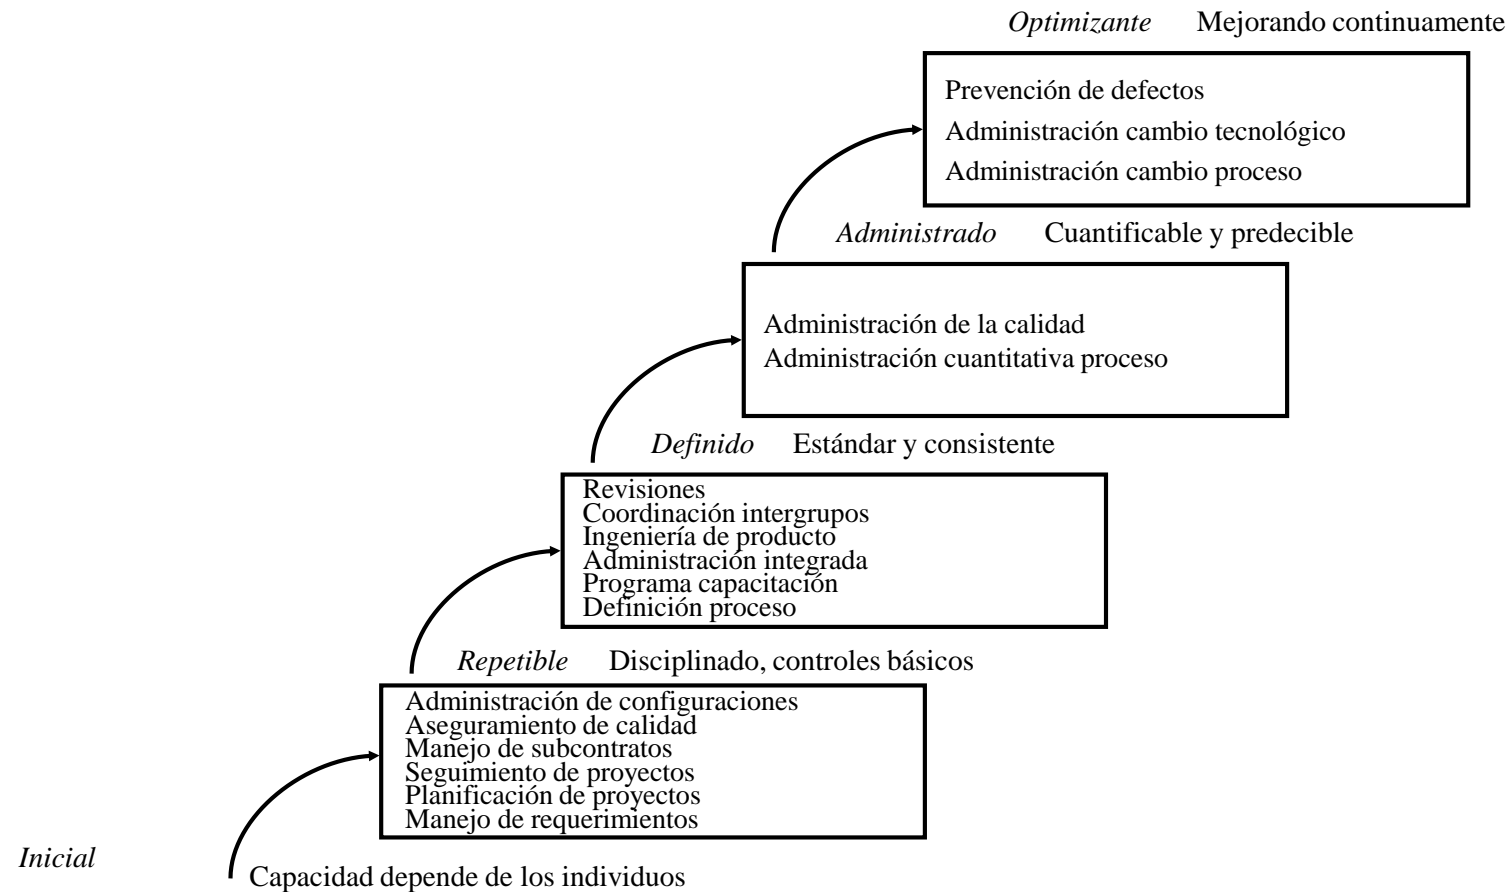 Optimizante Mejorando continuamente
Prevención de defectos
Administración cambio tecnológico
Administración cambio proceso
Administrado Cuantificable y predecible
Administración de la calidad
Administración cuantitativa proceso
Definido Estándar y consistente
Revisiones
Coordinación intergrupos
Ingeniería de producto
Administración integrada
Programa capacitación
Definición proceso
Repetible Disciplinado, controles básicos
Administración de configuraciones
Aseguramiento de calidad
Manejo de subcontratos
Seguimiento de proyectos
Planificación de proyectos
Manejo de requerimientos
Inicial
Capacidad depende de los individuos